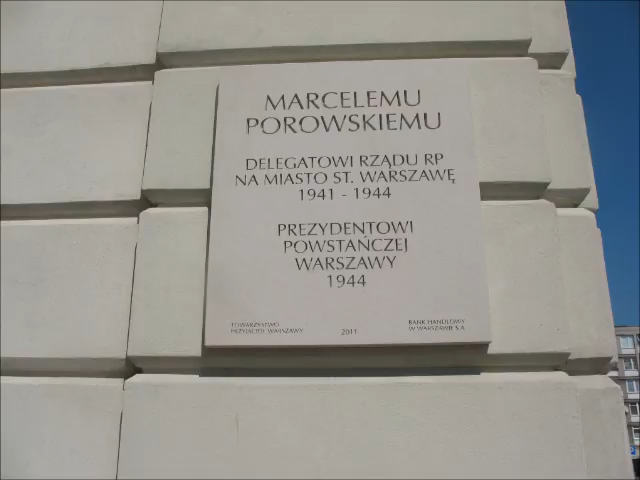 MARCELEMU
POROWSKIEMU
DELEGATOWI RZĄDU RP
NA MIASTO ST. WARSZAWĘ
1941 - 1944
PREZYDENTOWI
POWSTAŃCZEJ
WARSZAWY
1944
TOWARZYSTWO
PRZYJACIÓŁ WARSZAWY
2011
BANK HANDLOWY
W WARSZAWIE S.A.